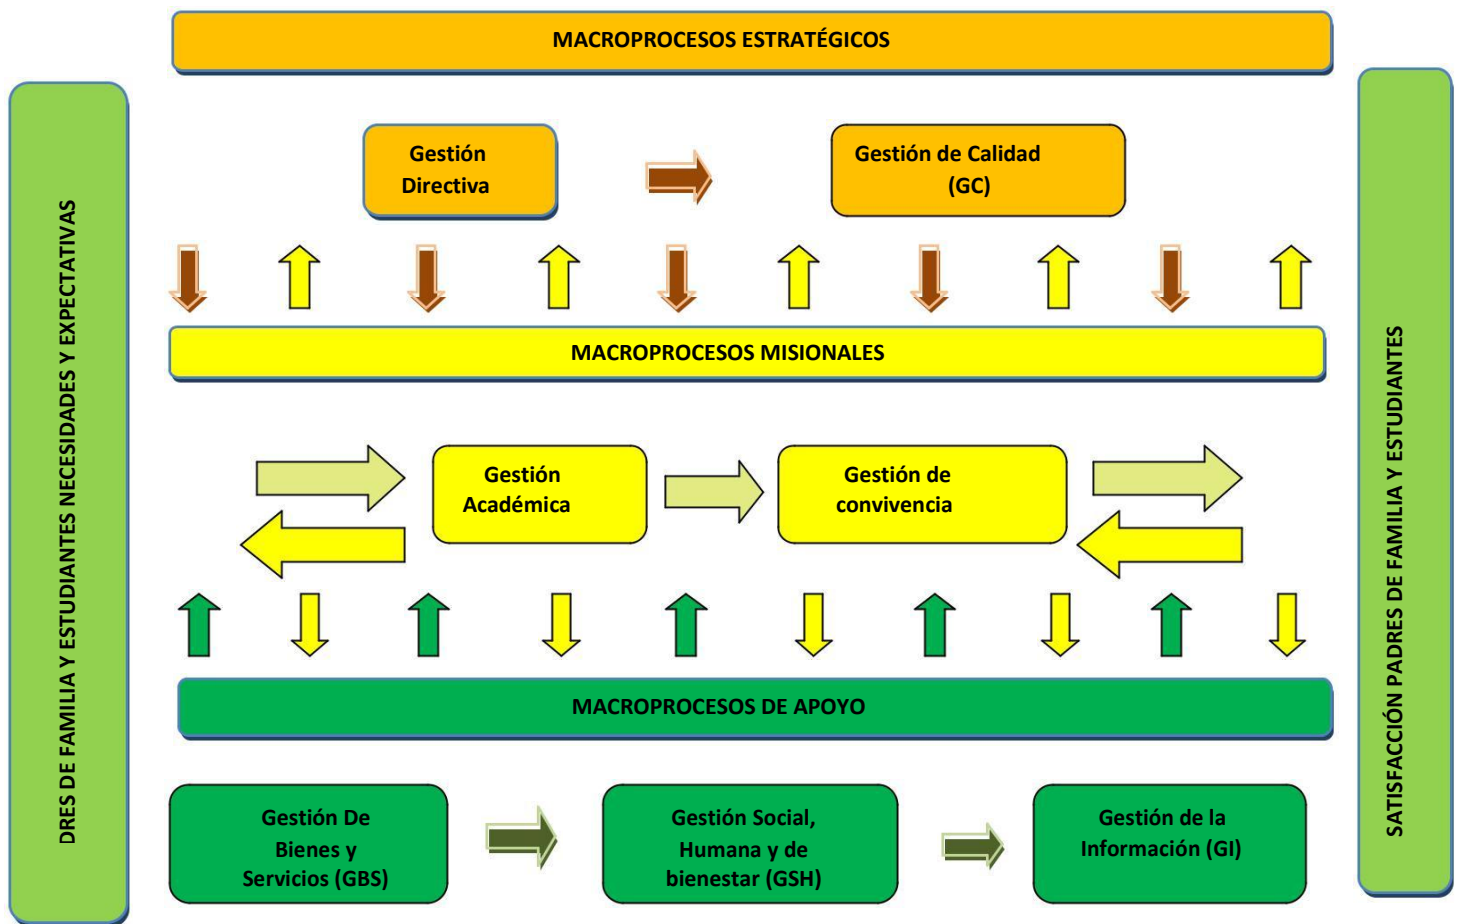 MACROPROCESOS ESTRATÉGICOS
DRES DE FAMILIA Y ESTUDIANTES NECESIDADES Y EXPECTATIVAS
Gestión
Directiva
Gestión de Calidad
(GC)
MACROPROCESOS MISIONALES
Gestión
Académica
Gestión de
convivencia
MACROPROCESOS DE APOYO
Gestión De
Bienes y
Servicios (GBS)
Gestión Social,
Humana y de
bienestar (GSH)
Gestión de la
Información (GI)
SATISFACCIÓN PADRES DE FAMILIA Y ESTUDIANTES